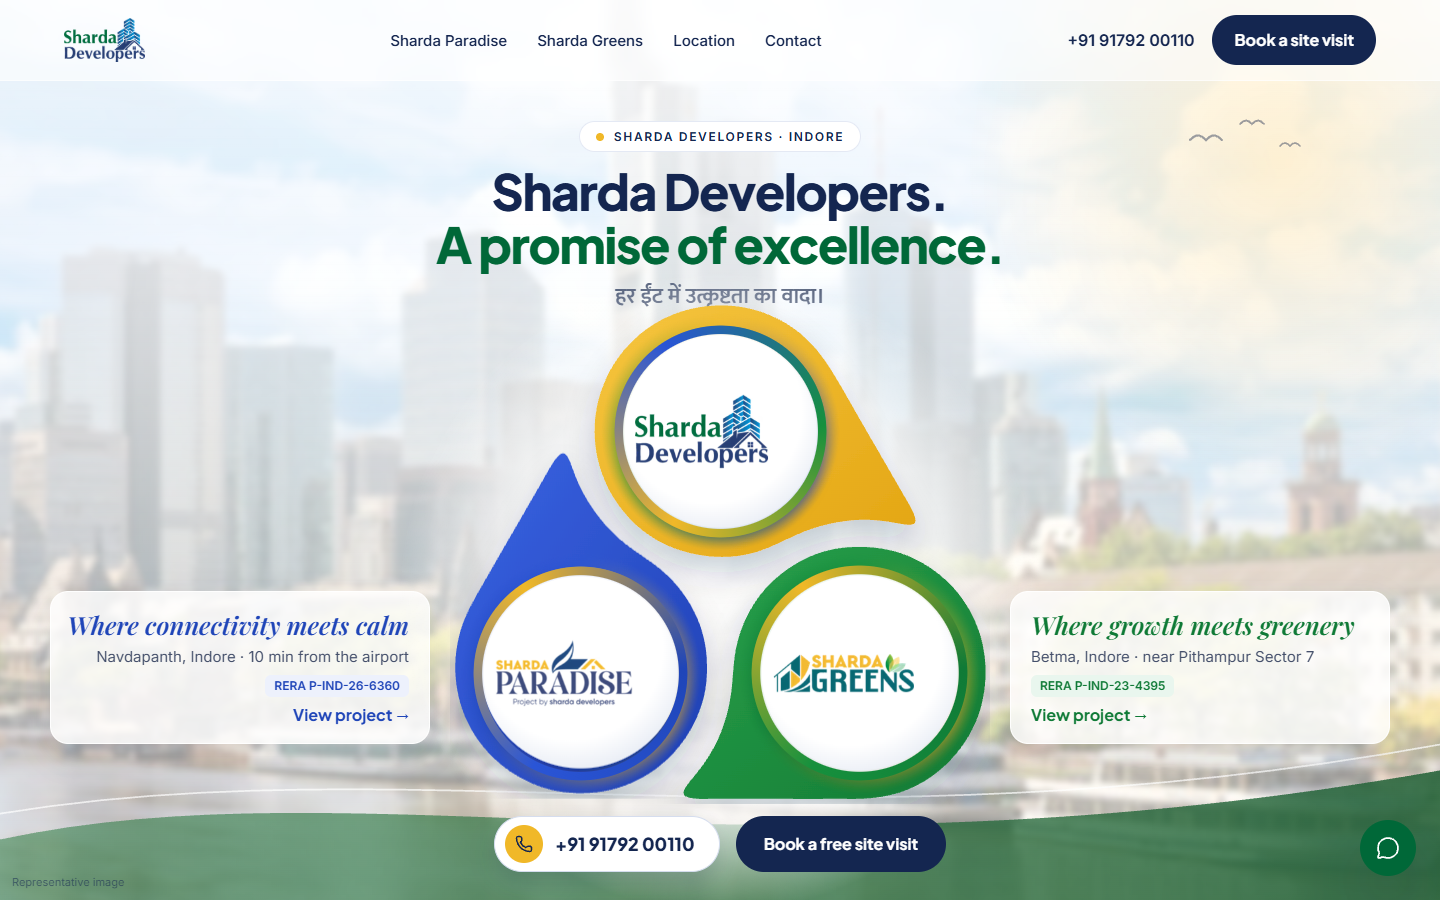 Sharda
Developers
Sharda Paradise
Sharda Greens
Location
Contact
+91 91792 00110
Book a site visit
SHARDA DEVELOPERS · INDORE
Sharda Developers.
A promise of excellence.
हर ईंट में उत्कृष्टता का वादा।
Sharda
Developers
Where connectivity meets calm
Navdapanth, Indore · 10 min from the airport
RERA P-IND-26-6360
View project →
SHARDA
PARADISE
Project by sharda developers
SHARDA
GREENS
Where growth meets greenery
Betma, Indore · near Pithampur Sector 7
RERA P-IND-23-4395
View project →
+91 91792 00110
Book a free site visit
Representative image